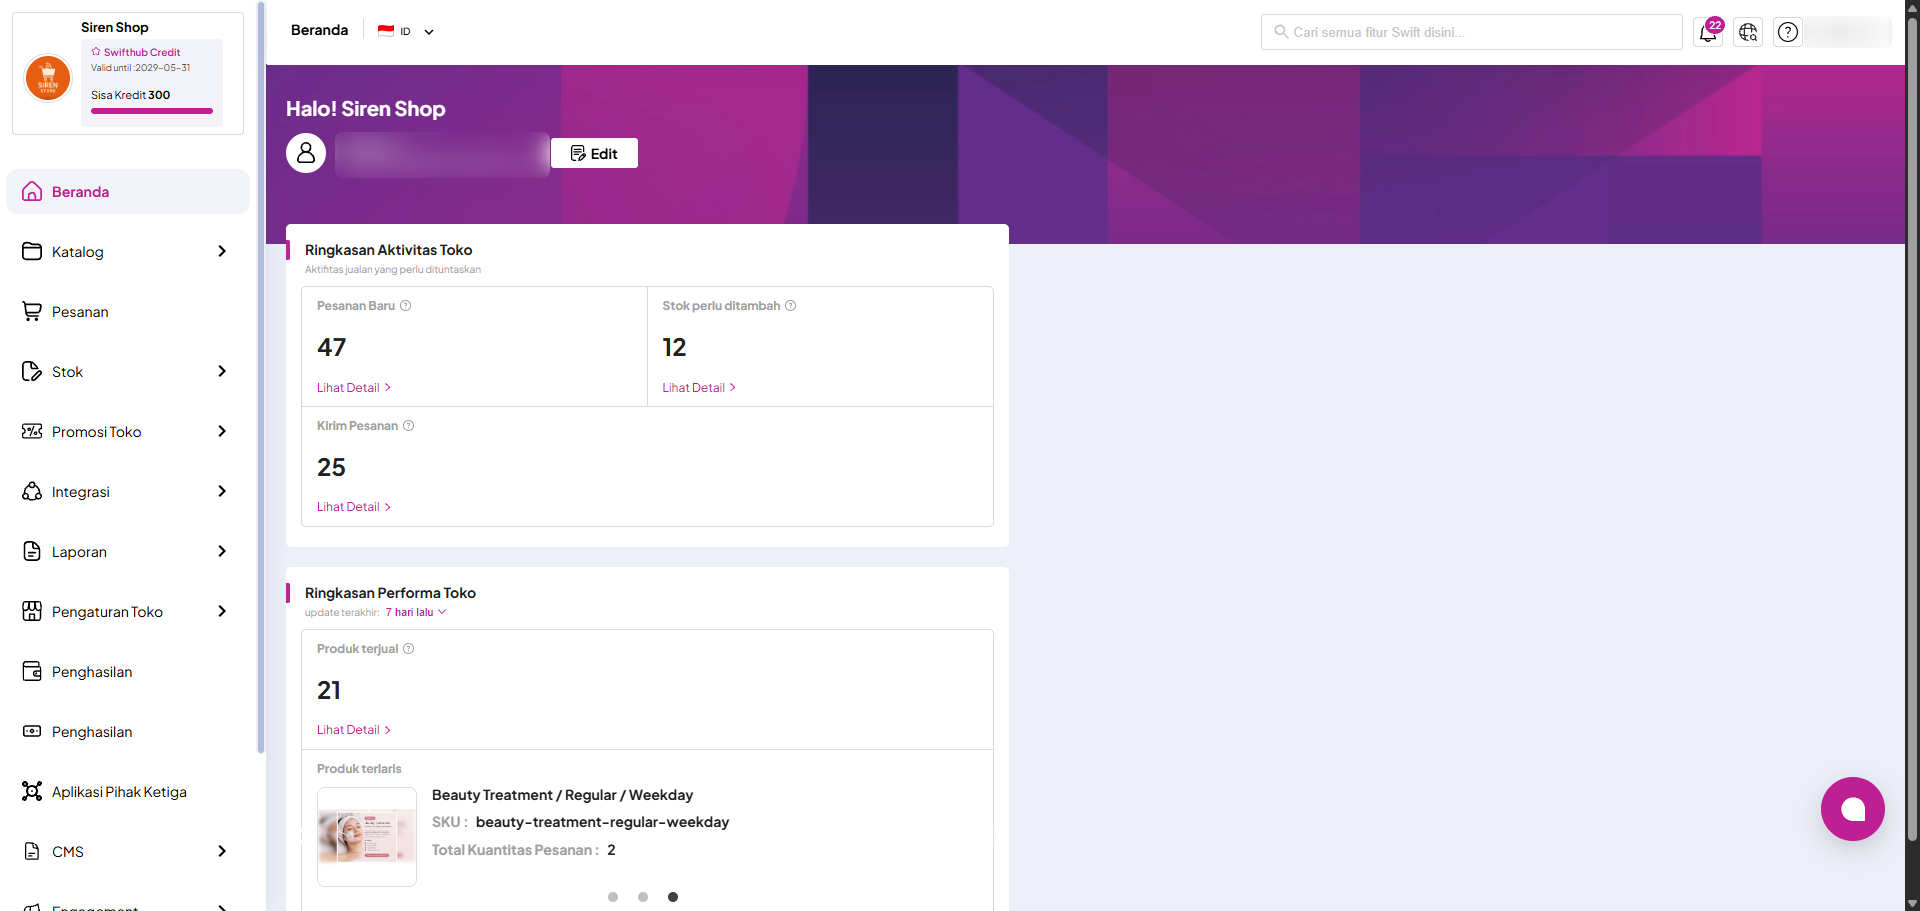 Siren Shop
Swifthub Credit
Valid until :2029-05-31
Sisa Kredit 300
SIREN
STORE
Beranda
Katalog
Pesanan
Stok
Promosi Toko
Integrasi
Laporan
Pengaturan Toko
Penghasilan
Penghasilan
Aplikasi Pihak Ketiga
CMS
Engagement
Beranda
ID
Cari semua fitur Swift disini...
22
Halo! Siren Shop
Edit
Ringkasan Aktivitas Toko
Aktifitas jualan yang perlu dituntaskan
Pesanan Baru
47
Lihat Detail
Stok perlu ditambah
12
Lihat Detail
Kirim Pesanan
25
Lihat Detail
Ringkasan Performa Toko
update terakhir: 7 hari lalu
Produk terjual
21
Lihat Detail
Produk terlaris
Beauty Treatment / Regular / Weekday
SKU : beauty-treatment-regular-weekday
Total Kuantitas Pesanan : 2